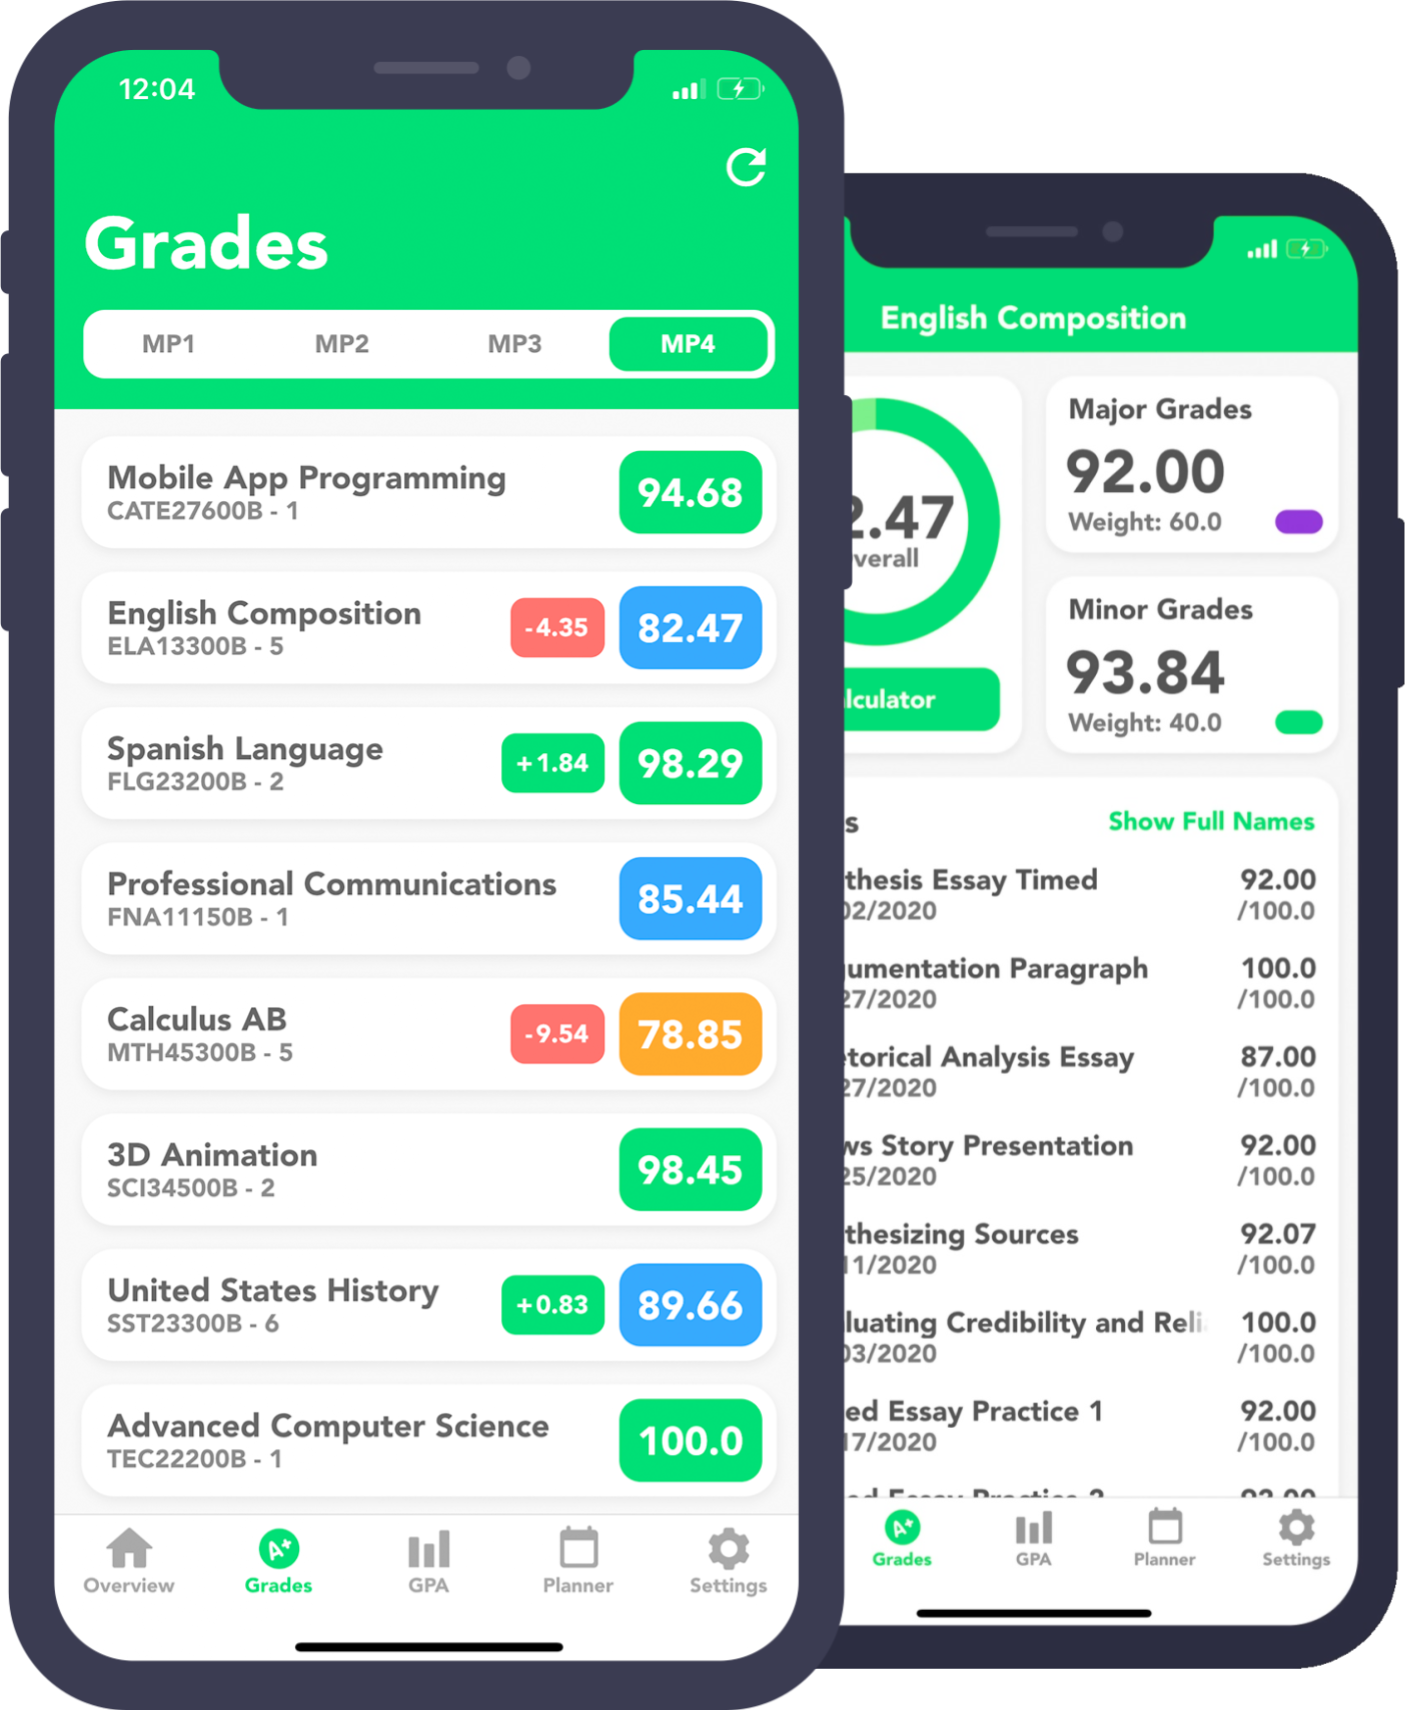 12:04
Grades
MP1 MP2 MP3 MP4
Mobile App Programming
CATE27600B - 1
94.68
English Composition
ELA13300B - 5
-4.35
82.47
Spanish Language
FLG23200B - 2
+1.84
98.29
Professional Communications
FNA11150B - 1
85.44
Calculus AB
MTH45300B - 5
-9.54
78.85
3D Animation
SCI34500B - 2
98.45
United States History
SST23300B - 6
+0.83
89.66
Advanced Computer Science
TEC22200B - 1
100.0
Overview Grades GPA Planner Settings
English Composition
2.47
verall
lculator
Major Grades
92.00
Weight: 60.0
Minor Grades
93.84
Weight: 40.0
s Show Full Names
thesis Essay Timed 92.00
02/2020 /100.0
umentation Paragraph 100.0
27/2020 /100.0
torical Analysis Essay 87.00
27/2020 /100.0
ws Story Presentation 92.00
25/2020 /100.0
thesizing Sources 92.07
11/2020 /100.0
luating Credibility and Reli 100.0
03/2020 /100.0
ed Essay Practice 1 92.00
17/2020 /100.0
Grades GPA Planner Settings